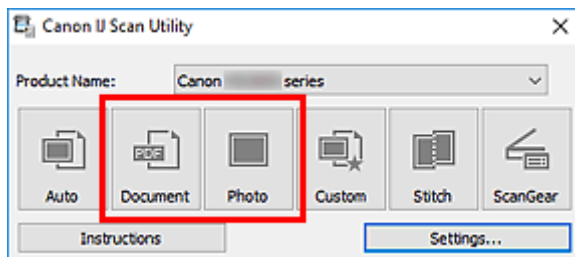 Canon IJ Scan Utility
Product Name: Canon series
PDF
Auto Document Photo Custom Stitch ScanGear
Instructions Settings...